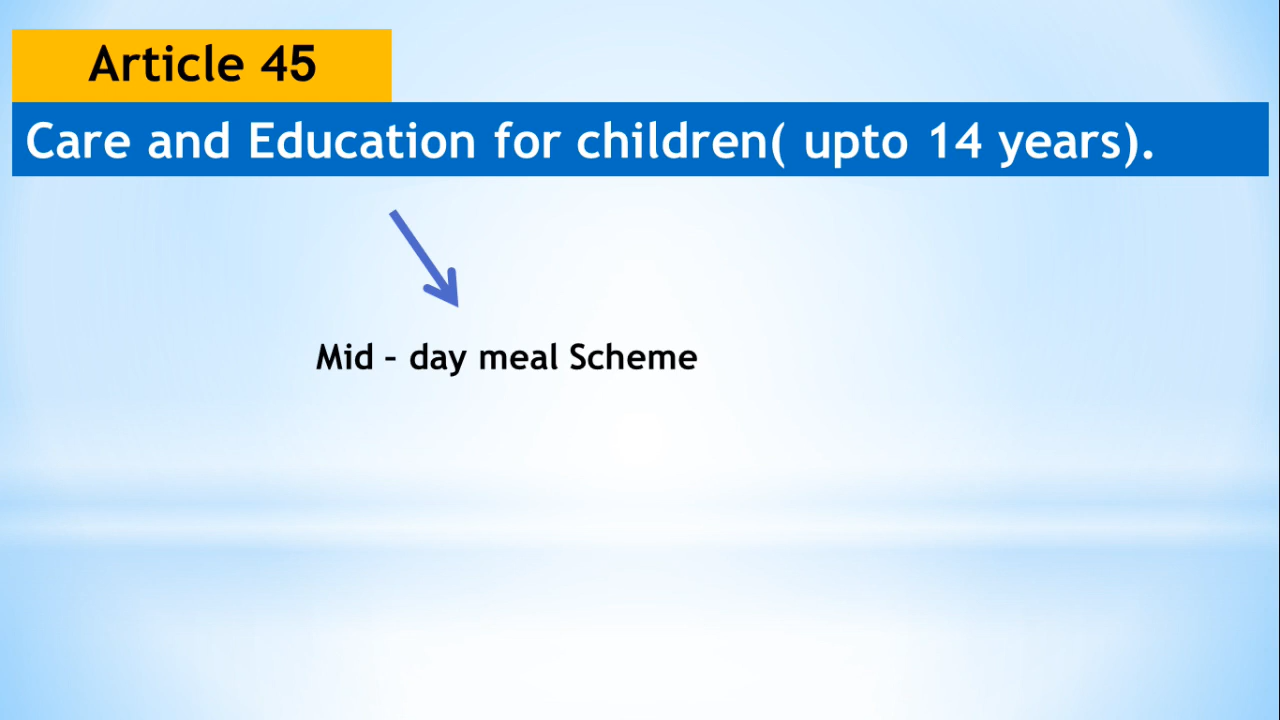 Article 45
Care and Education for children( upto 14 years).
Mid – day meal Scheme